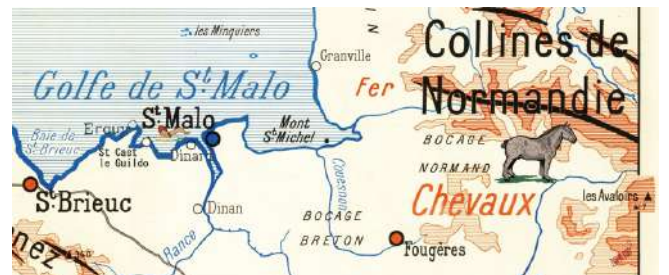 les Minquiers
Granville
Collines de
Normandie
Golfe de St. Malo
Fer
Baie de
St Brieuc
Erquy
St. Malo
Mont
St Michel
St Cast
le Guildo
Dinard
BOCAGE
NORMAND
Couesnon
St Brieuc
Dinan
Rance
BOCAGE
BRETON
Chevaux
les Avaloirs
Fougères
nez